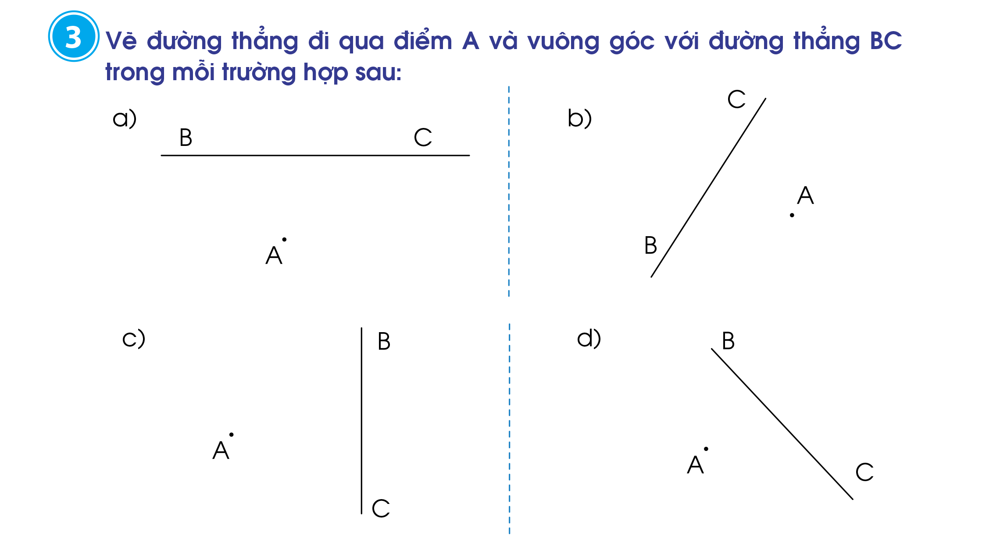 3 Vẽ đường thẳng đi qua điểm A và vuông góc với đường thẳng BC
trong mỗi trường hợp sau:
a)
B C
A
b)
C
A
B
c)
B
A
C
d)
B
A
C